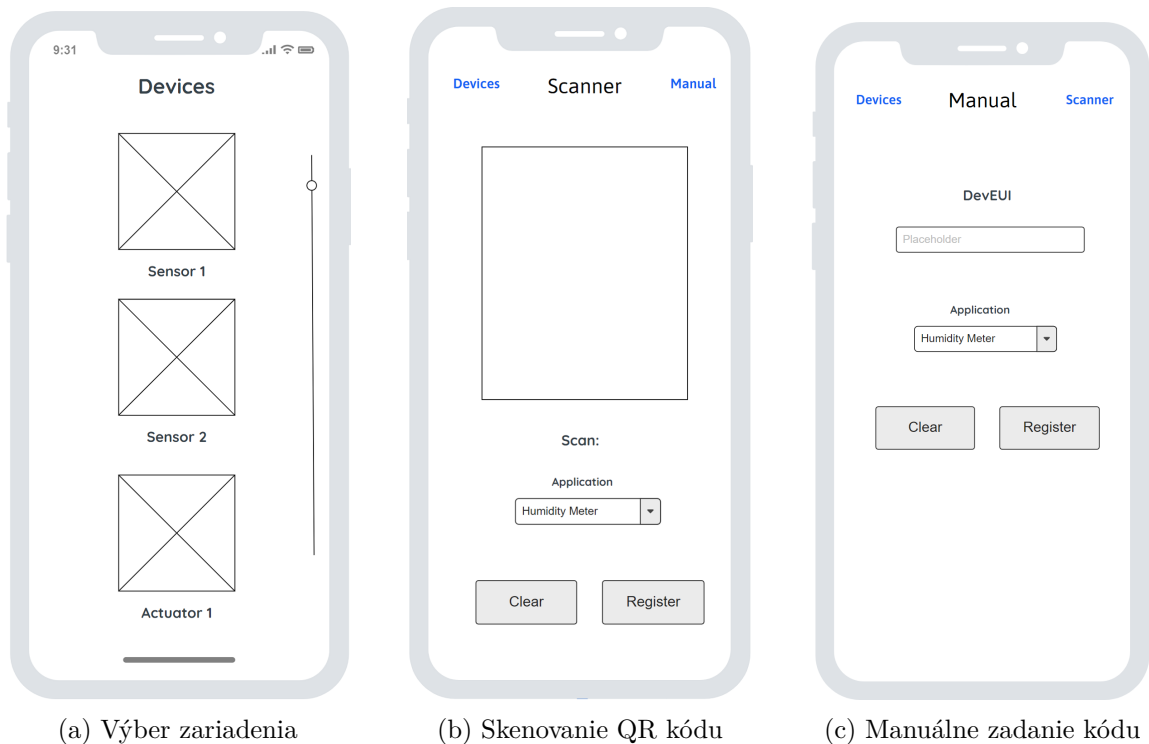 9:31
Devices
Sensor 1
Sensor 2
Actuator 1
(a) Výber zariadenia
Devices Scanner Manual
Scan:
Application
Humidity Meter
Clear Register
(b) Skenovanie QR kódu
Devices Manual Scanner
DevEUI
Placeholder
Application
Humidity Meter
Clear Register
(c) Manuálne zadanie kódu